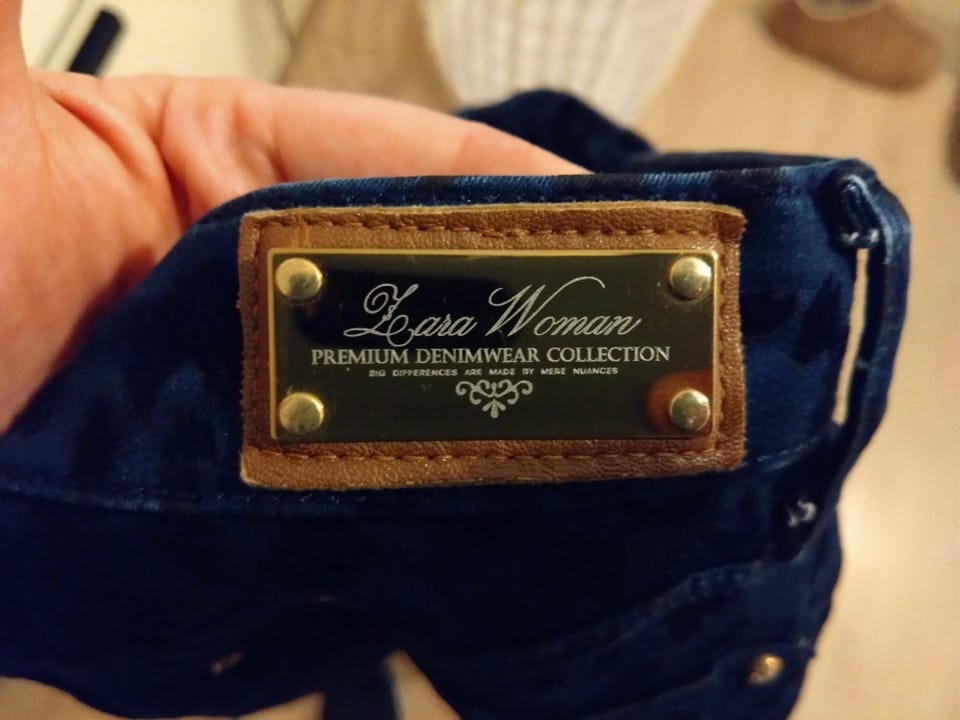 Zara Woman
PREMIUM DENIMWEAR COLLECTION
BIG DIFFERENCES ARE MADE BY MERE NUANCES